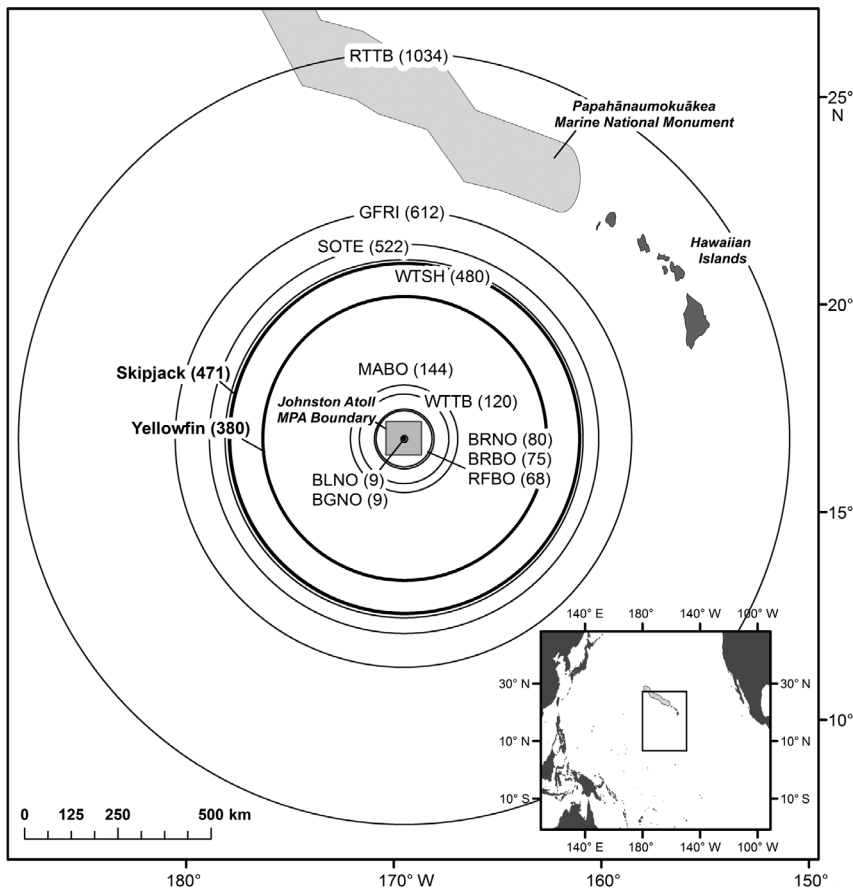 RTTB (1034)
Papahānaumokuākea
Marine National Monument
25°
N
GFRI (612)
SOTE (522)
Hawaiian
Islands
WTSH (480)
20°
Skipjack (471)
MABO (144)
Johnston Atoll
MPA Boundary
WTTB (120)
Yellowfin (380)
BRNO (80)
BRBO (75)
RFBO (68)
BLNO (9)
BGNO (9)
15°
140° E
180°
140° W
100° W
30° N
30° N
10° N
10° N
10° S
10° S
140° E
180°
140° W
100° W
10°
0
125
250
500 km
180°
170° W
160°
150°